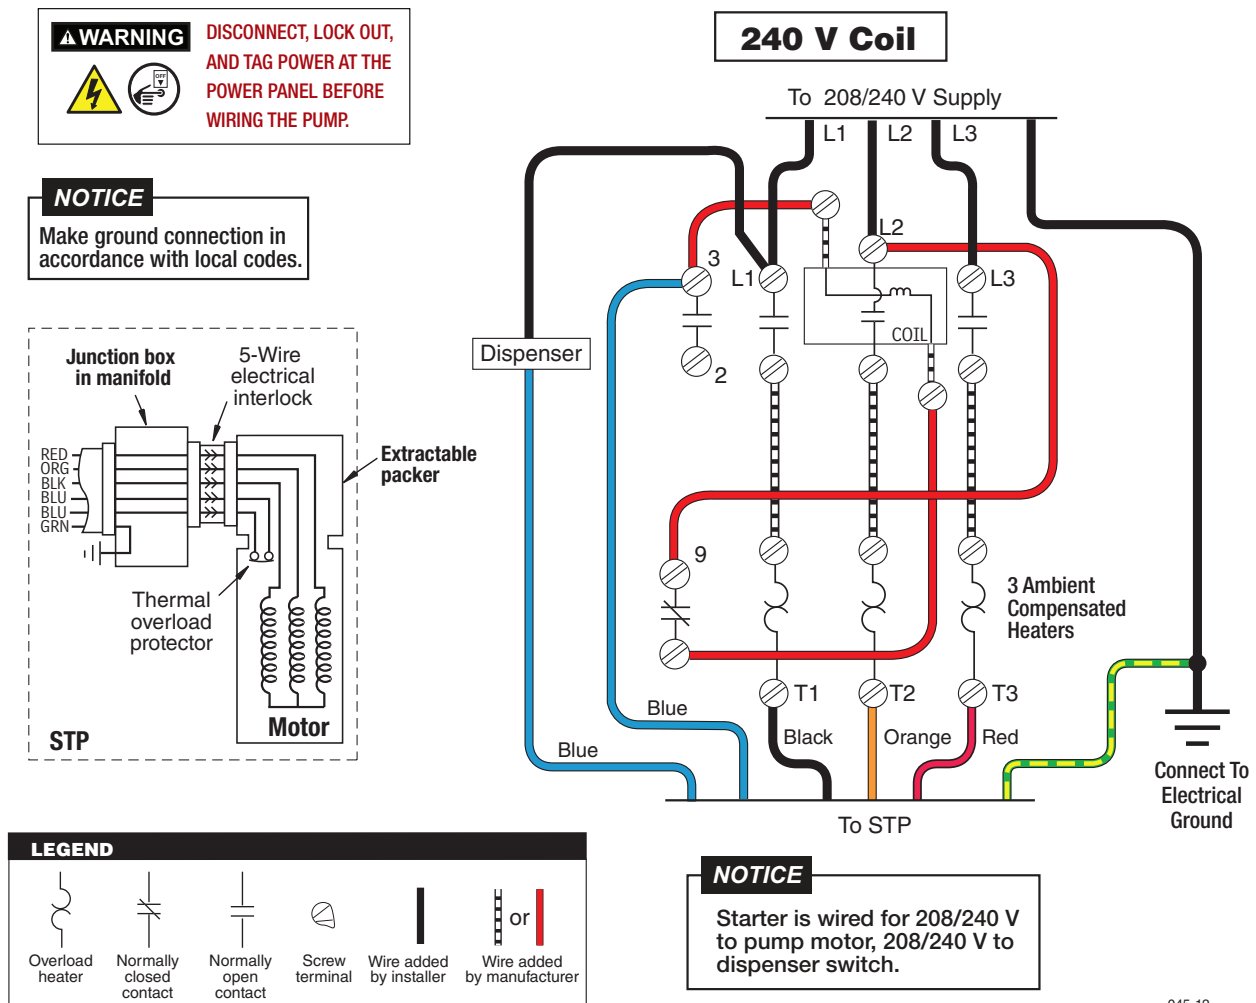 WARNING
DISCONNECT, LOCK OUT,
AND TAG POWER AT THE
POWER PANEL BEFORE
WIRING THE PUMP.
OFF
240 V Coil
To 208/240 V Supply
L1
L2
L3
NOTICE
Make ground connection in
accordance with local codes.
L2
3
L1
L3
COIL
2
Dispenser
Junction box
in manifold
5-Wire
electrical
interlock
Extractable
packer
RED
ORG
BLK
BLU
BLU
GRN
9
Thermal
overload
protector
3 Ambient
Compensated
Heaters
STP
Motor
T1
T2
T3
Blue
Blue
Black
Orange
Red
Connect To
Electrical
Ground
To STP
LEGEND
Overload
heater
Normally
closed
contact
Normally
open
contact
Screw
terminal
Wire added
by installer
or
Wire added
by manufacturer
NOTICE
Starter is wired for 208/240 V
to pump motor, 208/240 V to
dispenser switch.